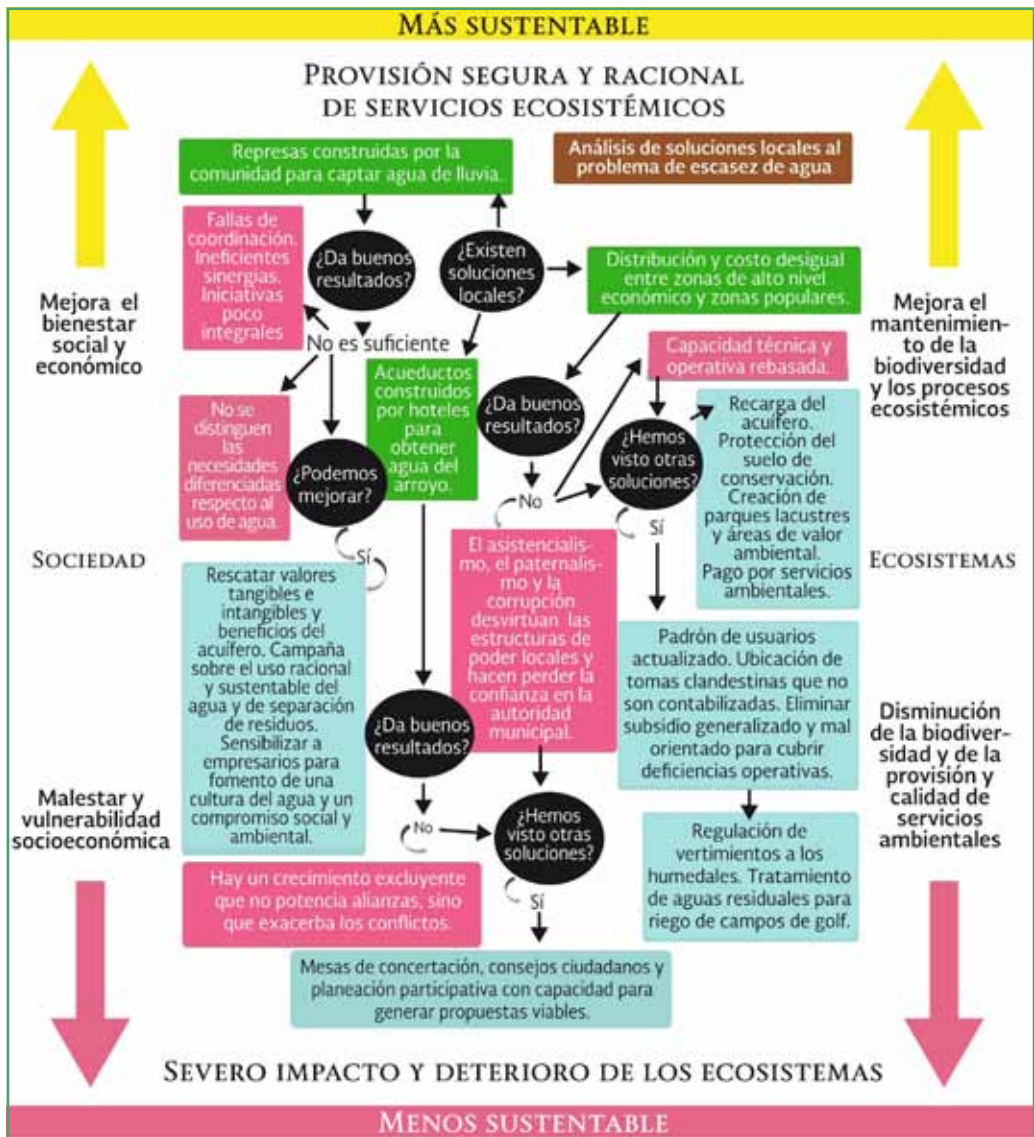 MÁS SUSTENTABLE
PROVISIÓN SEGURA Y RACIONAL
DE SERVICIOS ECOSISTÉMICOS
Represas construidas por la
comunidad para captar agua de lluvia.
Análisis de soluciones locales al
problema de escasez de agua
Fallas de
coordinación.
Ineficientes
sinergias.
Iniciativas
poco
integrales
¿Da buenos
resultados?
¿Existen
soluciones
locales?
Distribución y costo desigual
entre zonas de alto nivel
económico y zonas populares.
Mejora el
bienestar
social y
económico
Mejora el
mantenimien-
to de la
biodiversidad
y los procesos
ecosistémicos
No es suficiente
Capacidad técnica y
operativa rebasada.
Acueductos
construidos
por hoteles
para
obtener
agua del
arroyo.
¿Da buenos
resultados?
¿Hemos
visto otras
soluciones?
Recarga del
acuífero.
Protección del
suelo de
conservación.
Creación de
parques lacustres
y áreas de valor
ambiental.
Pago por servicios
ambientales.
No se
distinguen
las
necesidades
diferenciadas
respecto al
uso de agua.
¿Podemos
mejorar?
No
Sí
SOCIEDAD
Sí
ECOSISTEMAS
El asistencialis-
mo, el paternalis-
mo y la
corrupción
desvirtúan las
estructuras de
poder locales y
hacen perder la
confianza en la
autoridad
municipal.
Rescatar valores
tangibles e
intangibles y
beneficios del
acuífero. Campaña
sobre el uso racional
y sustentable del
agua y de separación
de residuos.
Sensibilizar a
empresarios para
fomento de una
cultura del agua y un
compromiso social y
ambiental.
Padrón de usuarios
actualizado. Ubicación de
tomas clandestinas que no
son contabilizadas. Eliminar
subsidio generalizado y mal
orientado para cubrir
deficiencias operativas.
¿Da buenos
resultados?
Disminución
de la biodiver-
sidad y de la
provisión y
calidad de
servicios
ambientales
Malestar y
vulnerabilidad
socioeconómica
No
¿Hemos
visto otras
soluciones?
Regulación de
vertimientos a los
humedales. Tratamiento
de aguas residuales para
riego de campos de golf.
Hay un crecimiento excluyente
que no potencia alianzas, sino
que exacerba los conflictos.
Sí
Mesas de concertación, consejos ciudadanos y
planeación participativa con capacidad para
generar propuestas viables.
SEVERO IMPACTO Y DETERIORO DE LOS ECOSISTEMAS
MENOS SUSTENTABLE